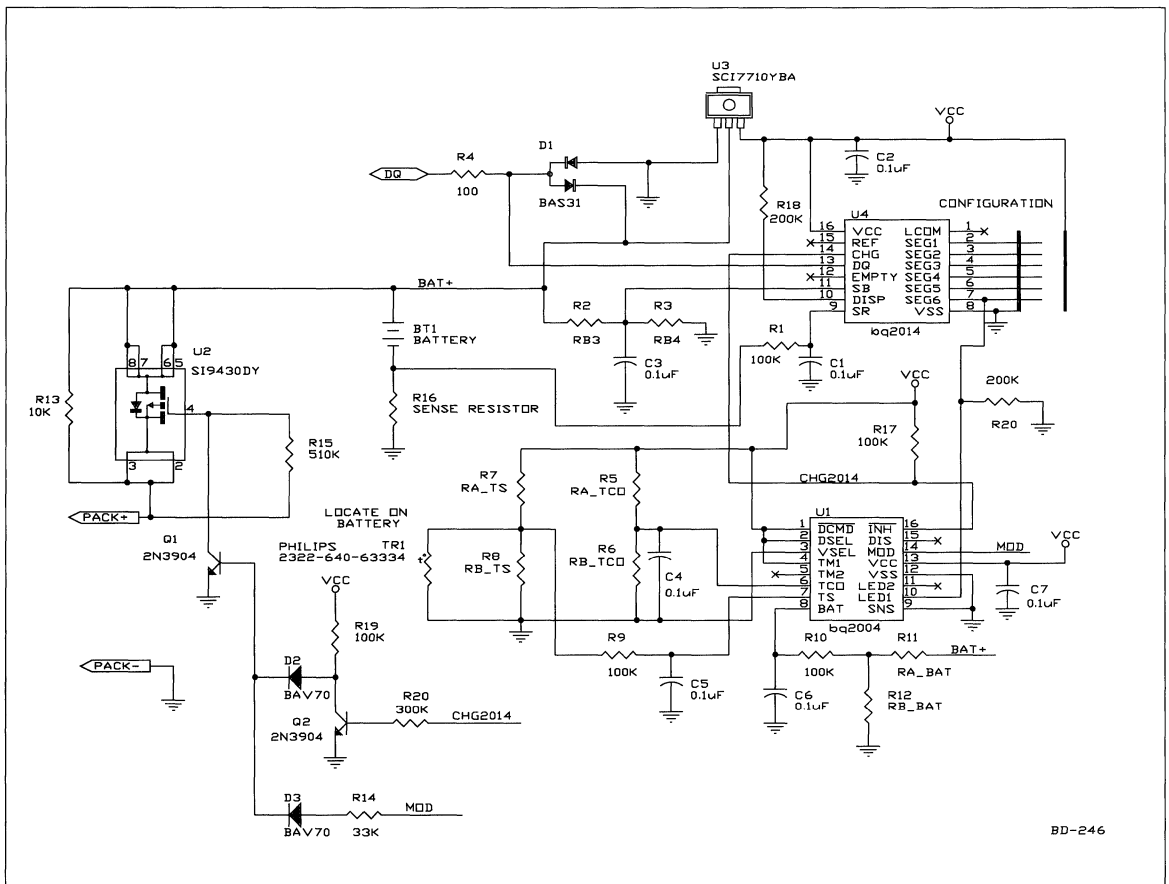 U3
SCI7710YBA
VCC
D1
C2
0.1uF
DQ
R4
100
BAS31
R18
200K
CONFIGURATION
U4
16 VCC LCOM 1
15 REF SEG1 2
14 CHG SEG2 3
13 DQ SEG3 4
12 EMPTY SEG4 5
11 SB SEG5 6
10 DISP SEG6 7
9 SR VSS 8
bq2014
BAT+
R2
RB3
R3
RB4
BT1
BATTERY
C3
0.1uF
R1
100K
C1
0.1uF
U2
SI9430DY
8 7 6 5
4
3 2
R13
10K
R15
510K
R16
SENSE RESISTOR
VCC
200K
R20
R17
100K
CHG2014
PACK+
R7
RA_TS
R5
RA_TCO
LOCATE ON
BATTERY
PHILIPS
2322-640-63334
TR1
t°
R8
RB_TS
R6
RB_TCO
C4
0.1uF
U1
1 DCMD INH 16
2 DSEL DIS 15
3 VSEL MOD 14
4 TM1 VCC 13
5 TM2 VSS 12
6 TCO LED2 11
7 TS LED1 10
8 BAT SNS 9
bq2004
MOD
VCC
C7
0.1uF
Q1
2N3904
VCC
R19
100K
R9
100K
C5
0.1uF
R10
100K
R11
RA_BAT
BAT+
C6
0.1uF
R12
RB_BAT
PACK-
D2
BAV70
Q2
2N3904
R20
300K
CHG2014
D3
BAV70
R14
33K
MOD
BD-246